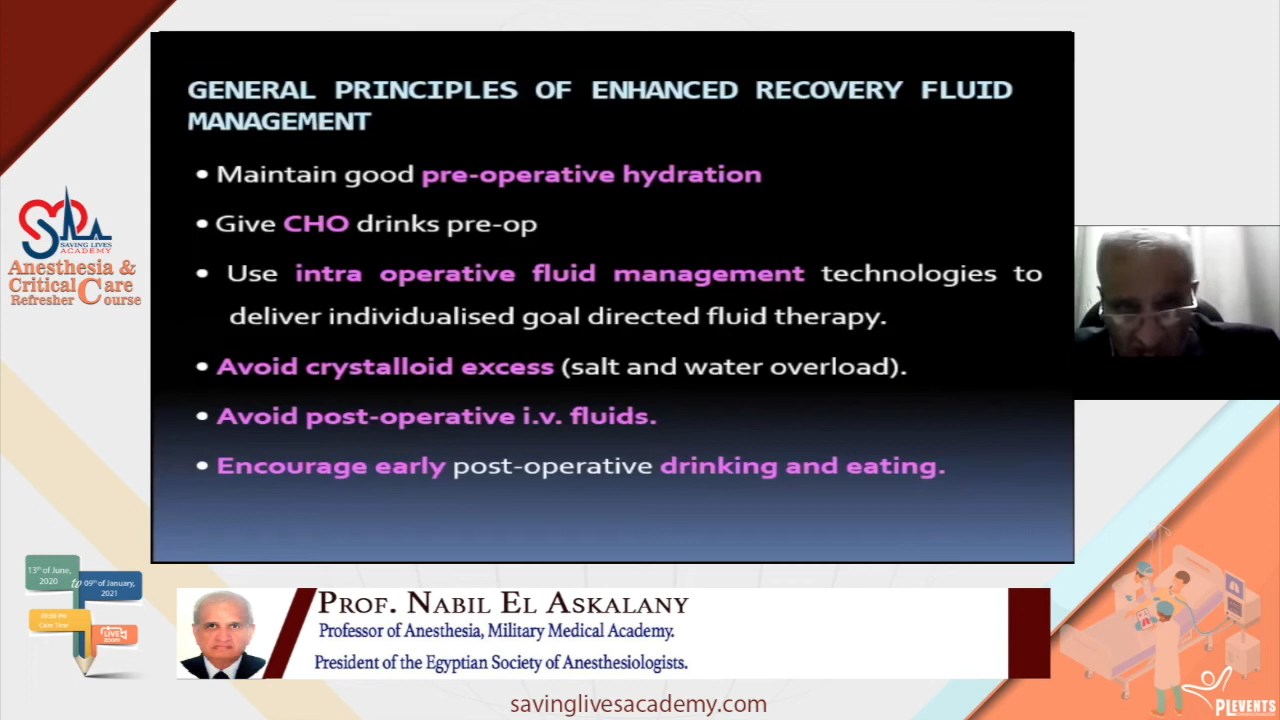 GENERAL PRINCIPLES OF ENHANCED RECOVERY FLUID
MANAGEMENT
• Maintain good pre-operative hydration
• Give CHO drinks pre-op
• Use intra operative fluid management technologies to
deliver individualised goal directed fluid therapy.
• Avoid crystalloid excess (salt and water overload).
• Avoid post-operative i.v. fluids.
• Encourage early post-operative drinking and eating.
SAVING LIVES
ACADEMY
Anesthesia &
Critical Care
Refresher Course
13th of June,
2020
to
09th of January,
2021
Cairo Time
LIVE
zoom
PROF. NABIL EL ASKALANY
Professor of Anesthesia, Military Medical Academy.
President of the Egyptian Society of Anesthesiologists.
savinglivesacademy.com
PLEVENTS